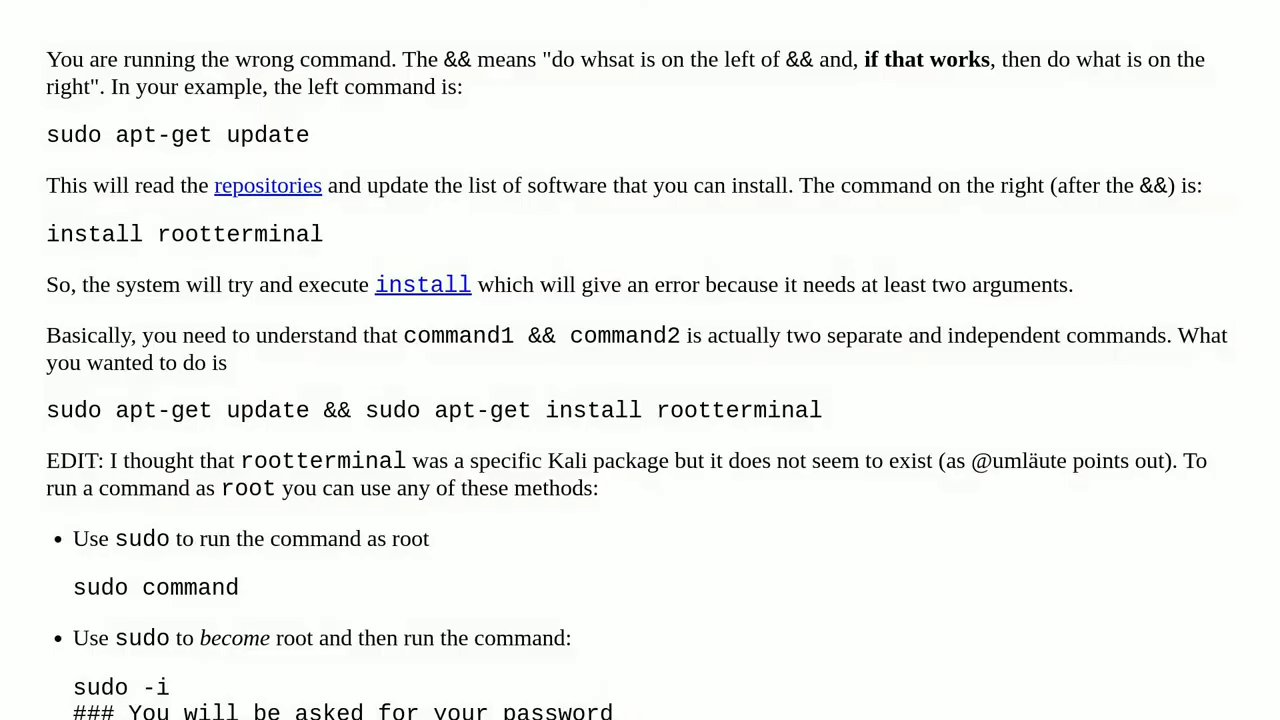 You are running the wrong command. The && means "do whsat is on the left of && and, if that works, then do what is on the
right". In your example, the left command is:
sudo apt-get update
This will read the repositories and update the list of software that you can install. The command on the right (after the &&) is:
install rootterminal
So, the system will try and execute install which will give an error because it needs at least two arguments.
Basically, you need to understand that command1 && command2 is actually two separate and independent commands. What
you wanted to do is
sudo apt-get update && sudo apt-get install rootterminal
EDIT: I thought that rootterminal was a specific Kali package but it does not seem to exist (as @umläute points out). To
run a command as root you can use any of these methods:
• Use sudo to run the command as root
sudo command
• Use sudo to become root and then run the command:
sudo -i
### You will be asked for your password